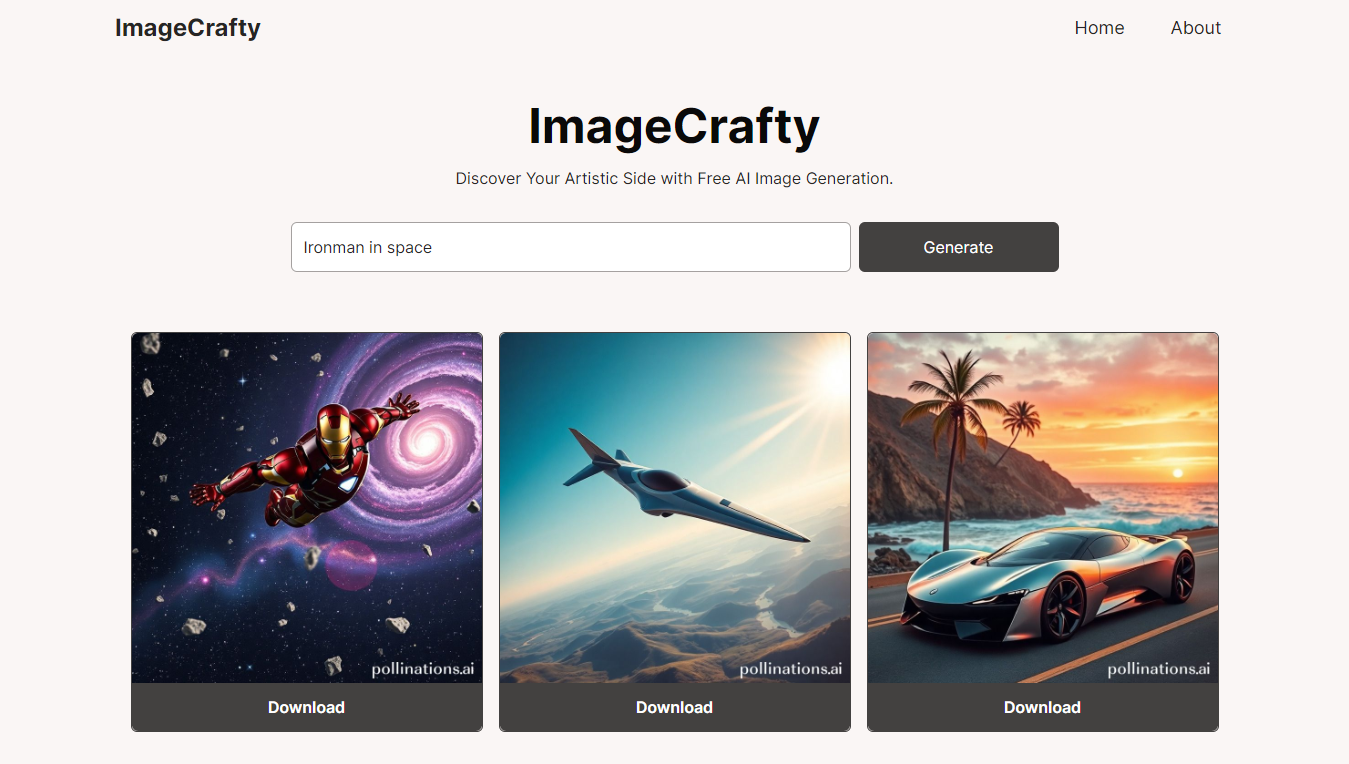 ImageCrafty
Home
About
ImageCrafty
Discover Your Artistic Side with Free AI Image Generation.
Ironman in space
Generate
pollinations.ai
pollinations.ai
pollinations.ai
Download
Download
Download